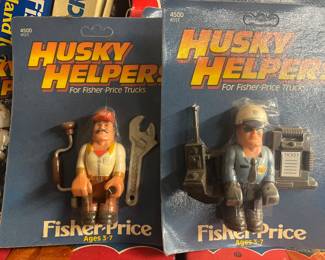 4500
#551
HUSKY
HELPERS
For Fisher-Price Trucks
Fisher-Price
Ages 3-7
4500
HUSKY
HELPERS
For Fisher-Price Trucks
Fisher-Price
Ages 3-7